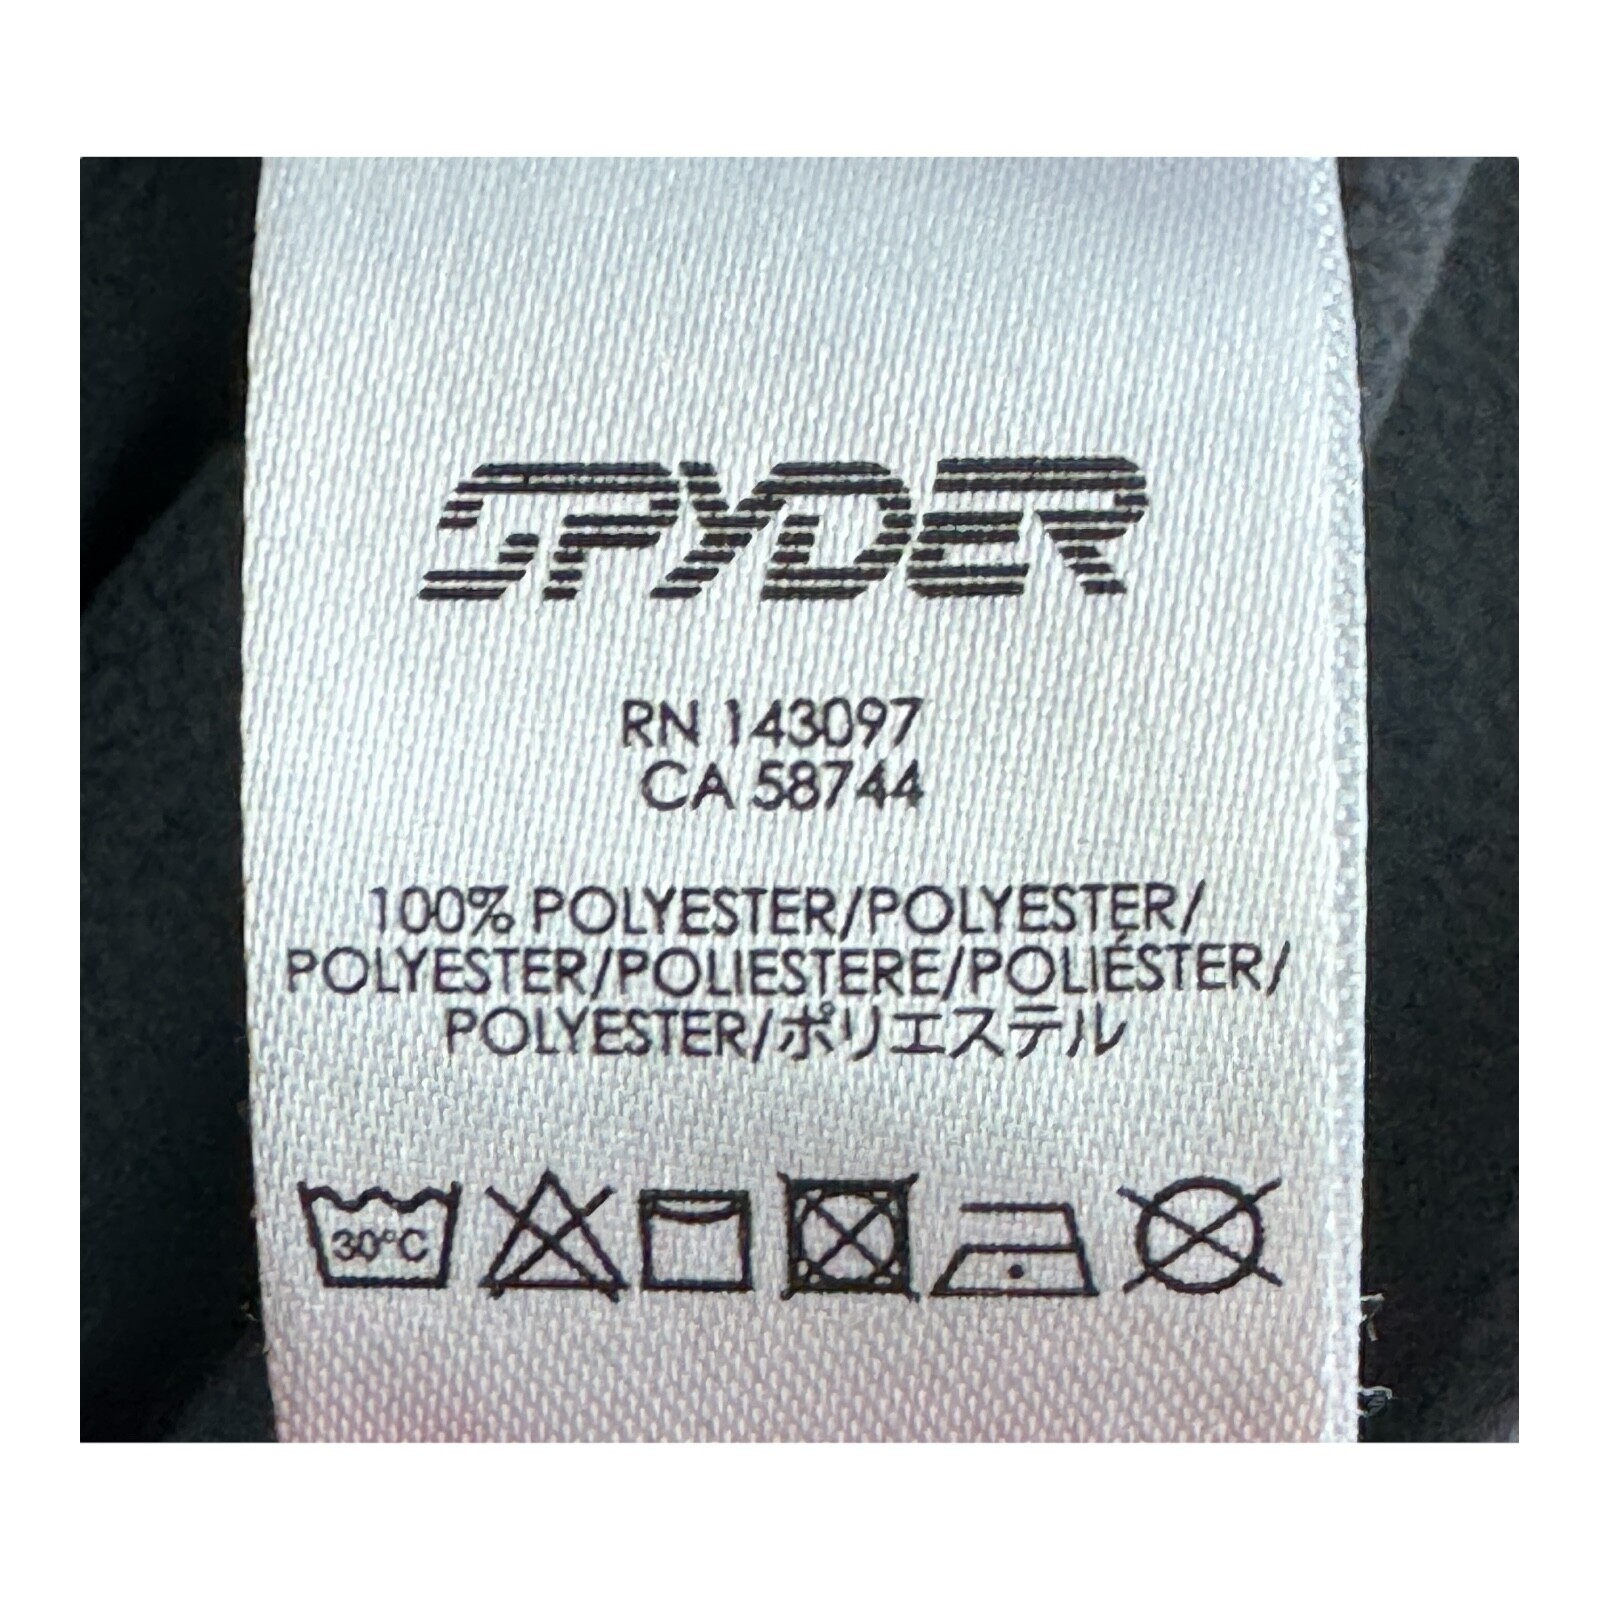 SPYDER
RN 143097
CA 58744
100% POLYESTER/POLYESTER/
POLYESTER/POLIESTERE/POLIÉSTER/
POLYESTER/ポリエステル
30°C